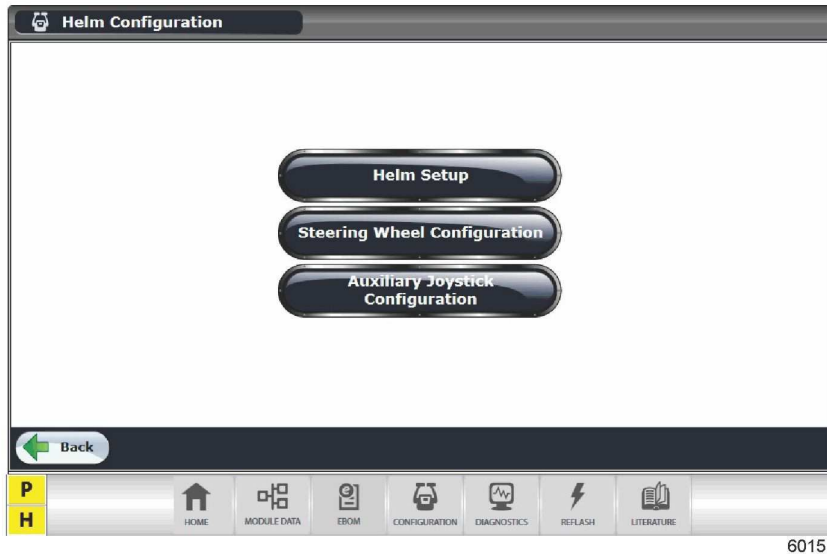 Helm Configuration
Helm Setup
Steering Wheel Configuration
Auxiliary Joystick
Configuration
Back
P
H
HOME
MODULE DATA
EBOM
CONFIGURATION
DIAGNOSTICS
REFLASH
LITERATURE
6015